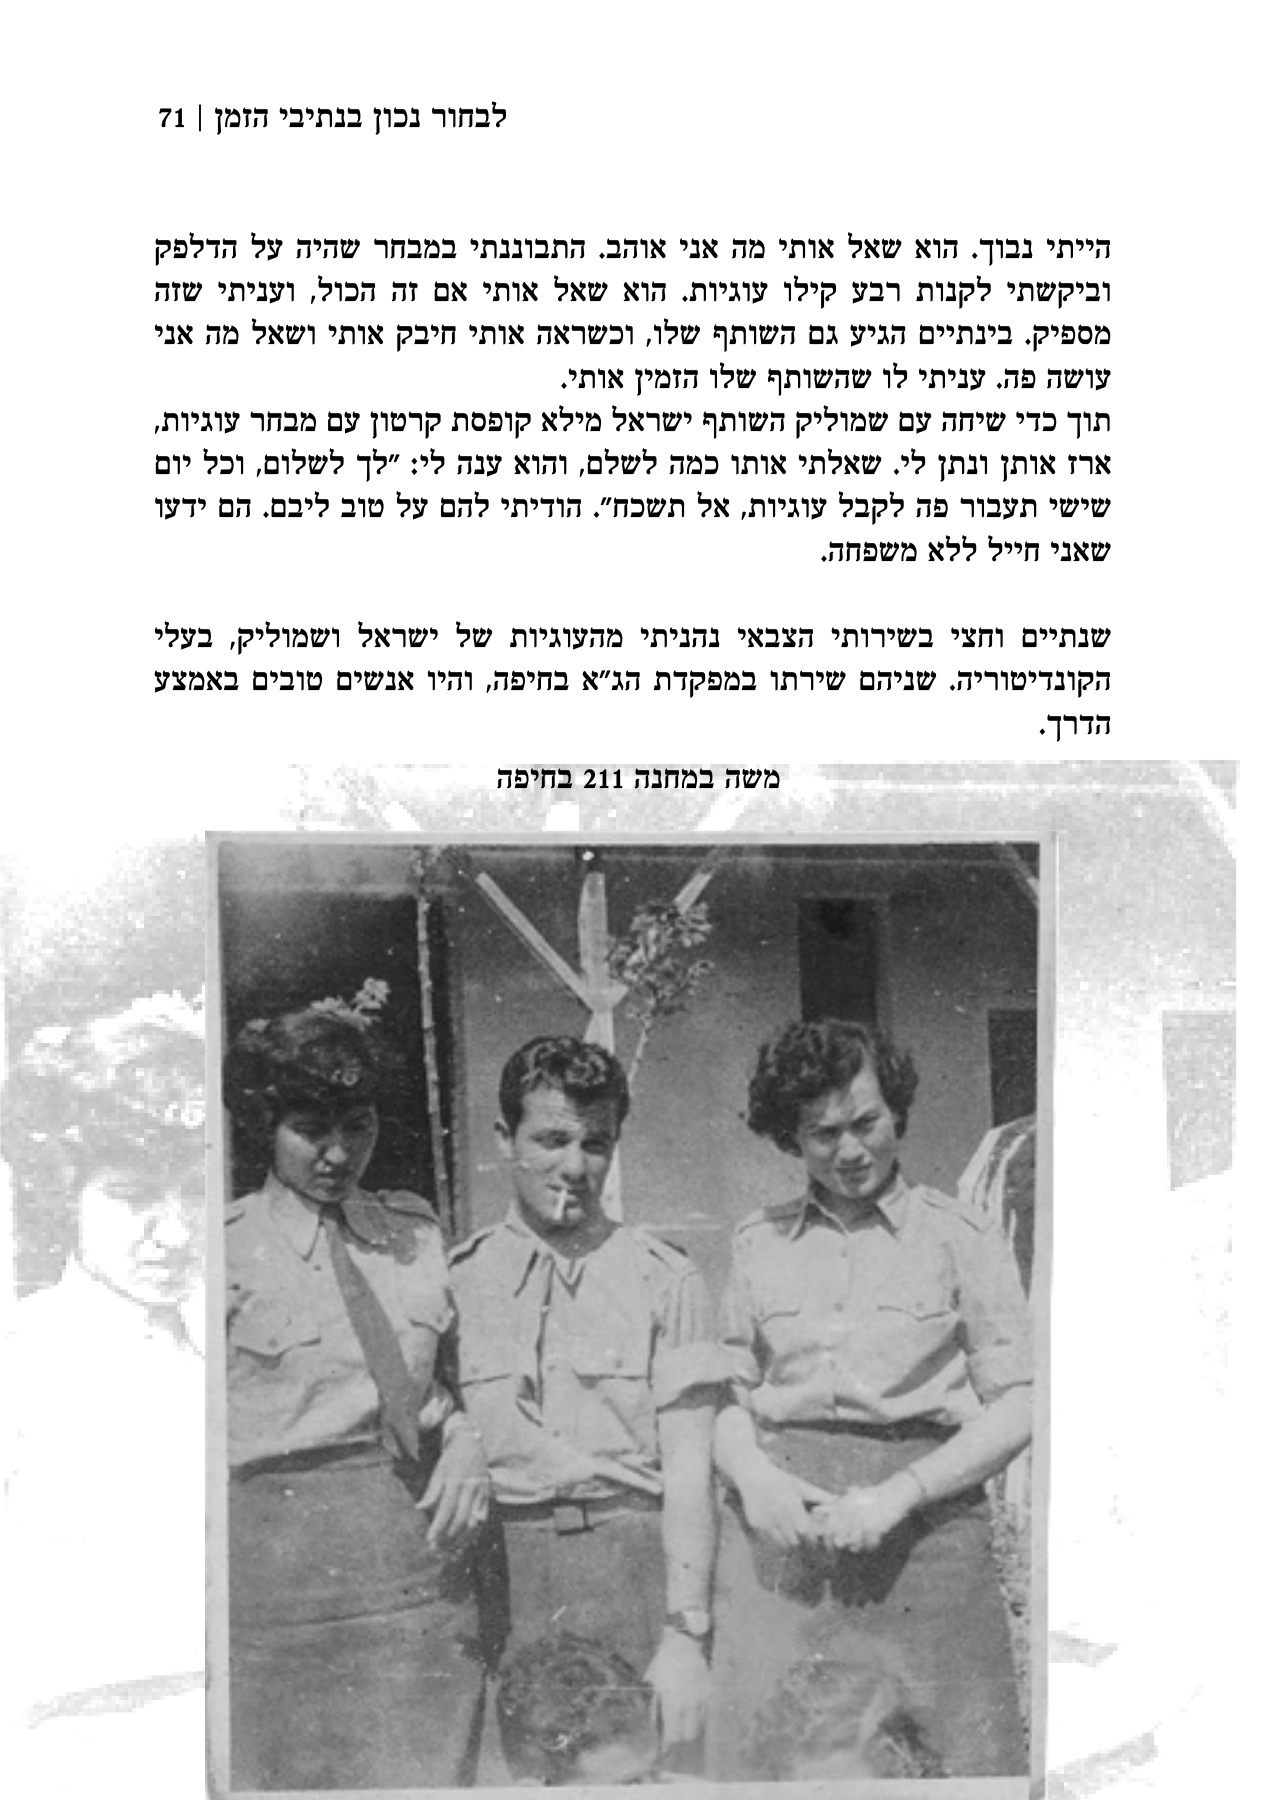 לבחור נכון בנתיבי הזמן | 71
הייתי נבוך. הוא שאל אותי מה אני אוהב. התבוננתי במבחר שהיה על הדלפק
וביקשתי לקנות רבע קילו עוגיות. הוא שאל אותי אם זה הכול, ועניתי שזה
מספיק. בינתיים הגיע גם השותף שלו, וכשראה אותי חיבק אותי ושאל מה אני
עושה פה. עניתי לו שהשותף שלו הזמין אותי.
תוך כדי שיחה עם שמוליק השותף ישראל מילא קופסת קרטון עם מבחר עוגיות,
ארז אותן ונתן לי. שאלתי אותו כמה לשלם, והוא ענה לי: "לך לשלום, וכל יום
שישי תעבור פה לקבל עוגיות, אל תשכח". הודיתי להם על טוב ליבם. הם ידעו
שאני חייל ללא משפחה.
שנתיים וחצי בשירותי הצבאי נהניתי מהעוגיות של ישראל ושמוליק, בעלי
הקונדיטוריה. שניהם שירתו במפקדת הג"א בחיפה, והיו אנשים טובים באמצע
הדרך.
משה במחנה 211 בחיפה